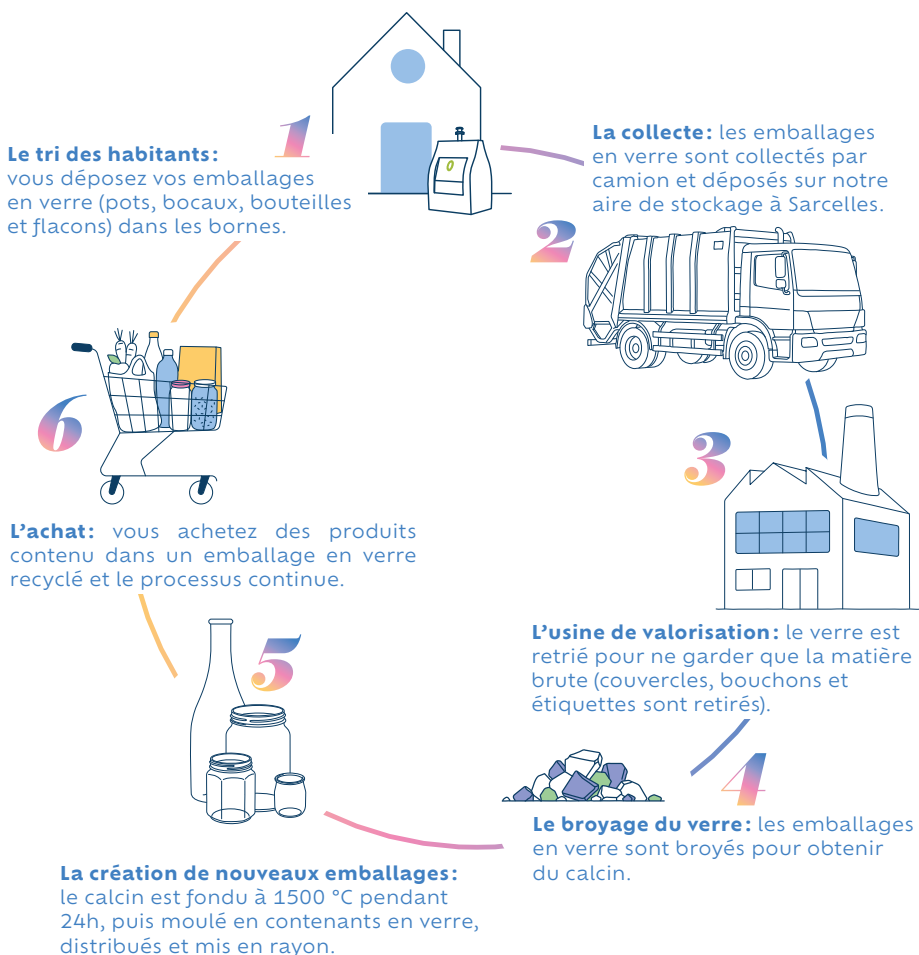 1
Le tri des habitants:
vous déposez vos emballages
en verre (pots, bocaux, bouteilles
et flacons) dans les bornes.
2
La collecte: les emballages
en verre sont collectés par
camion et déposés sur notre
aire de stockage à Sarcelles.
3
L’usine de valorisation: le verre est
retrié pour ne garder que la matière
brute (couvercles, bouchons et
étiquettes sont retirés).
4
Le broyage du verre: les emballages
en verre sont broyés pour obtenir
du calcin.
5
La création de nouveaux emballages:
le calcin est fondu à 1500 °C pendant
24h, puis moulé en contenants en verre,
distribués et mis en rayon.
6
L’achat: vous achetez des produits
contenu dans un emballage en verre
recyclé et le processus continue.